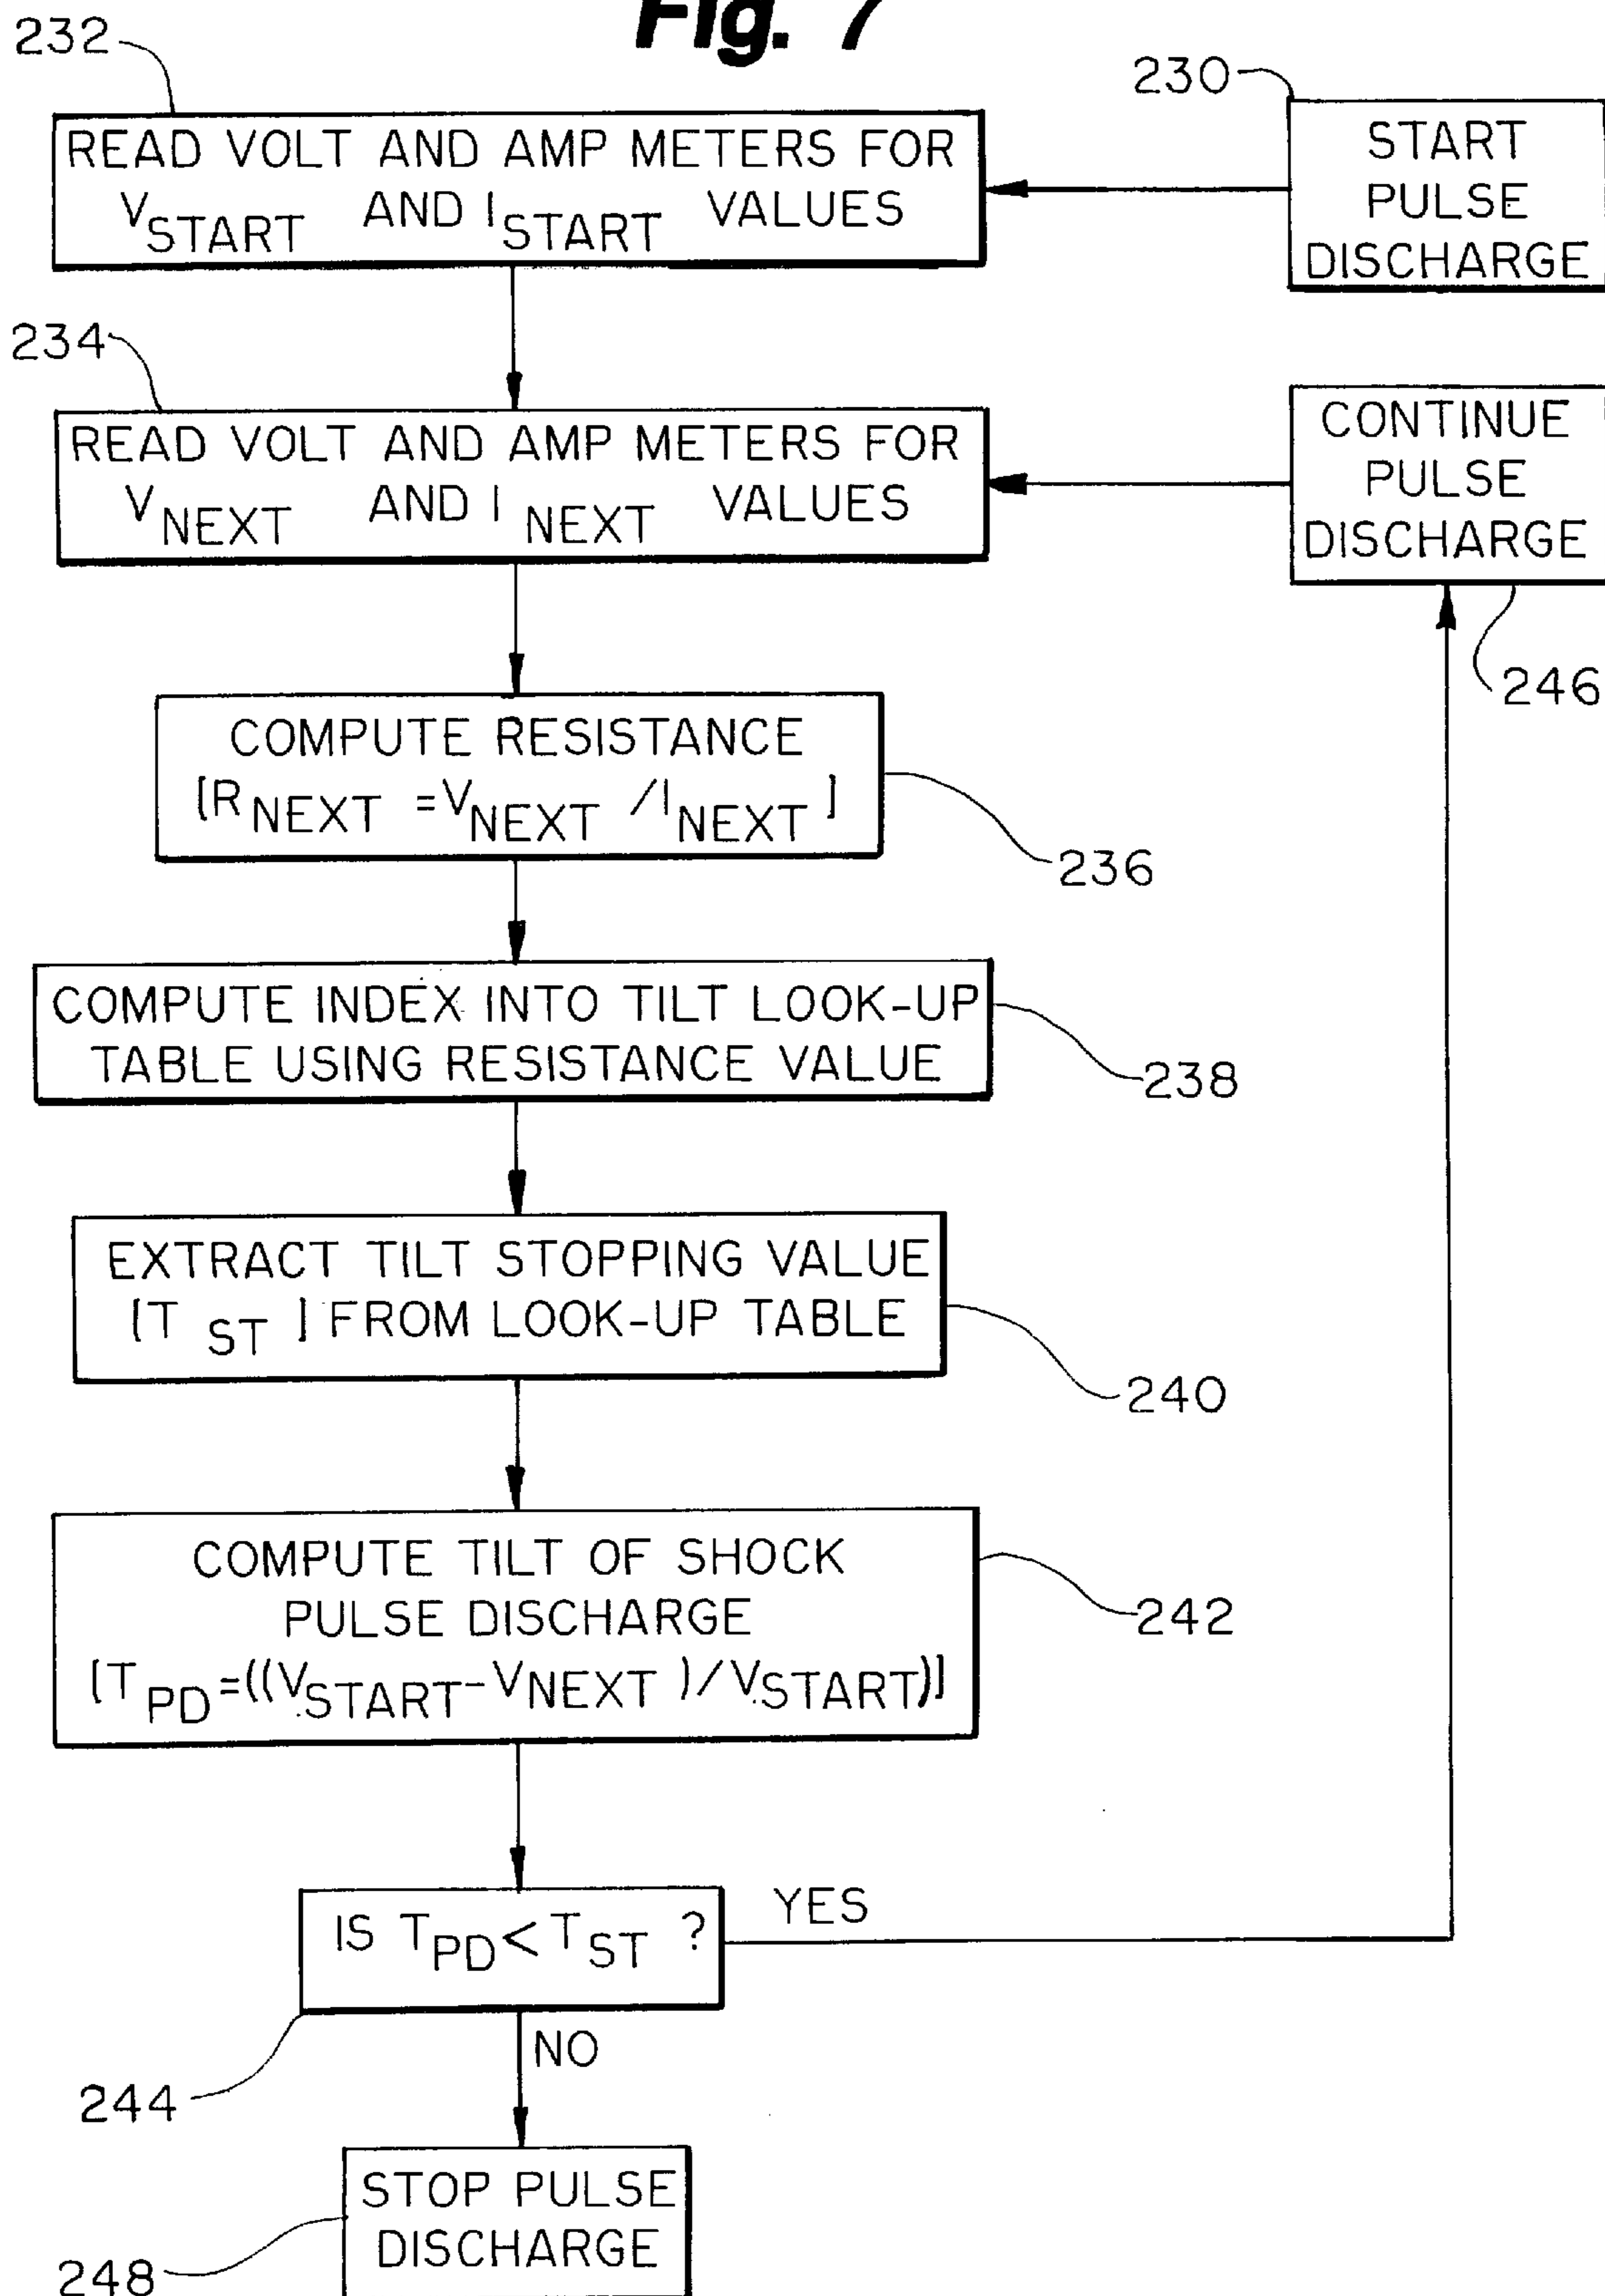 Fig. 7
232
230
READ VOLT AND AMP METERS FOR
VSTART AND ISTART VALUES
START
PULSE
DISCHARGE
234
READ VOLT AND AMP METERS FOR
VNEXT AND INEXT VALUES
CONTINUE
PULSE
DISCHARGE
246
COMPUTE RESISTANCE
[RNEXT =VNEXT /INEXT ]
236
COMPUTE INDEX INTO TILT LOOK-UP
TABLE USING RESISTANCE VALUE
238
EXTRACT TILT STOPPING VALUE
[T ST ] FROM LOOK-UP TABLE
240
COMPUTE TILT OF SHOCK
PULSE DISCHARGE
[TPD=((VSTART-VNEXT )/VSTART)]
242
IS TPD< TST ?
YES
NO
244
STOP PULSE
DISCHARGE
248